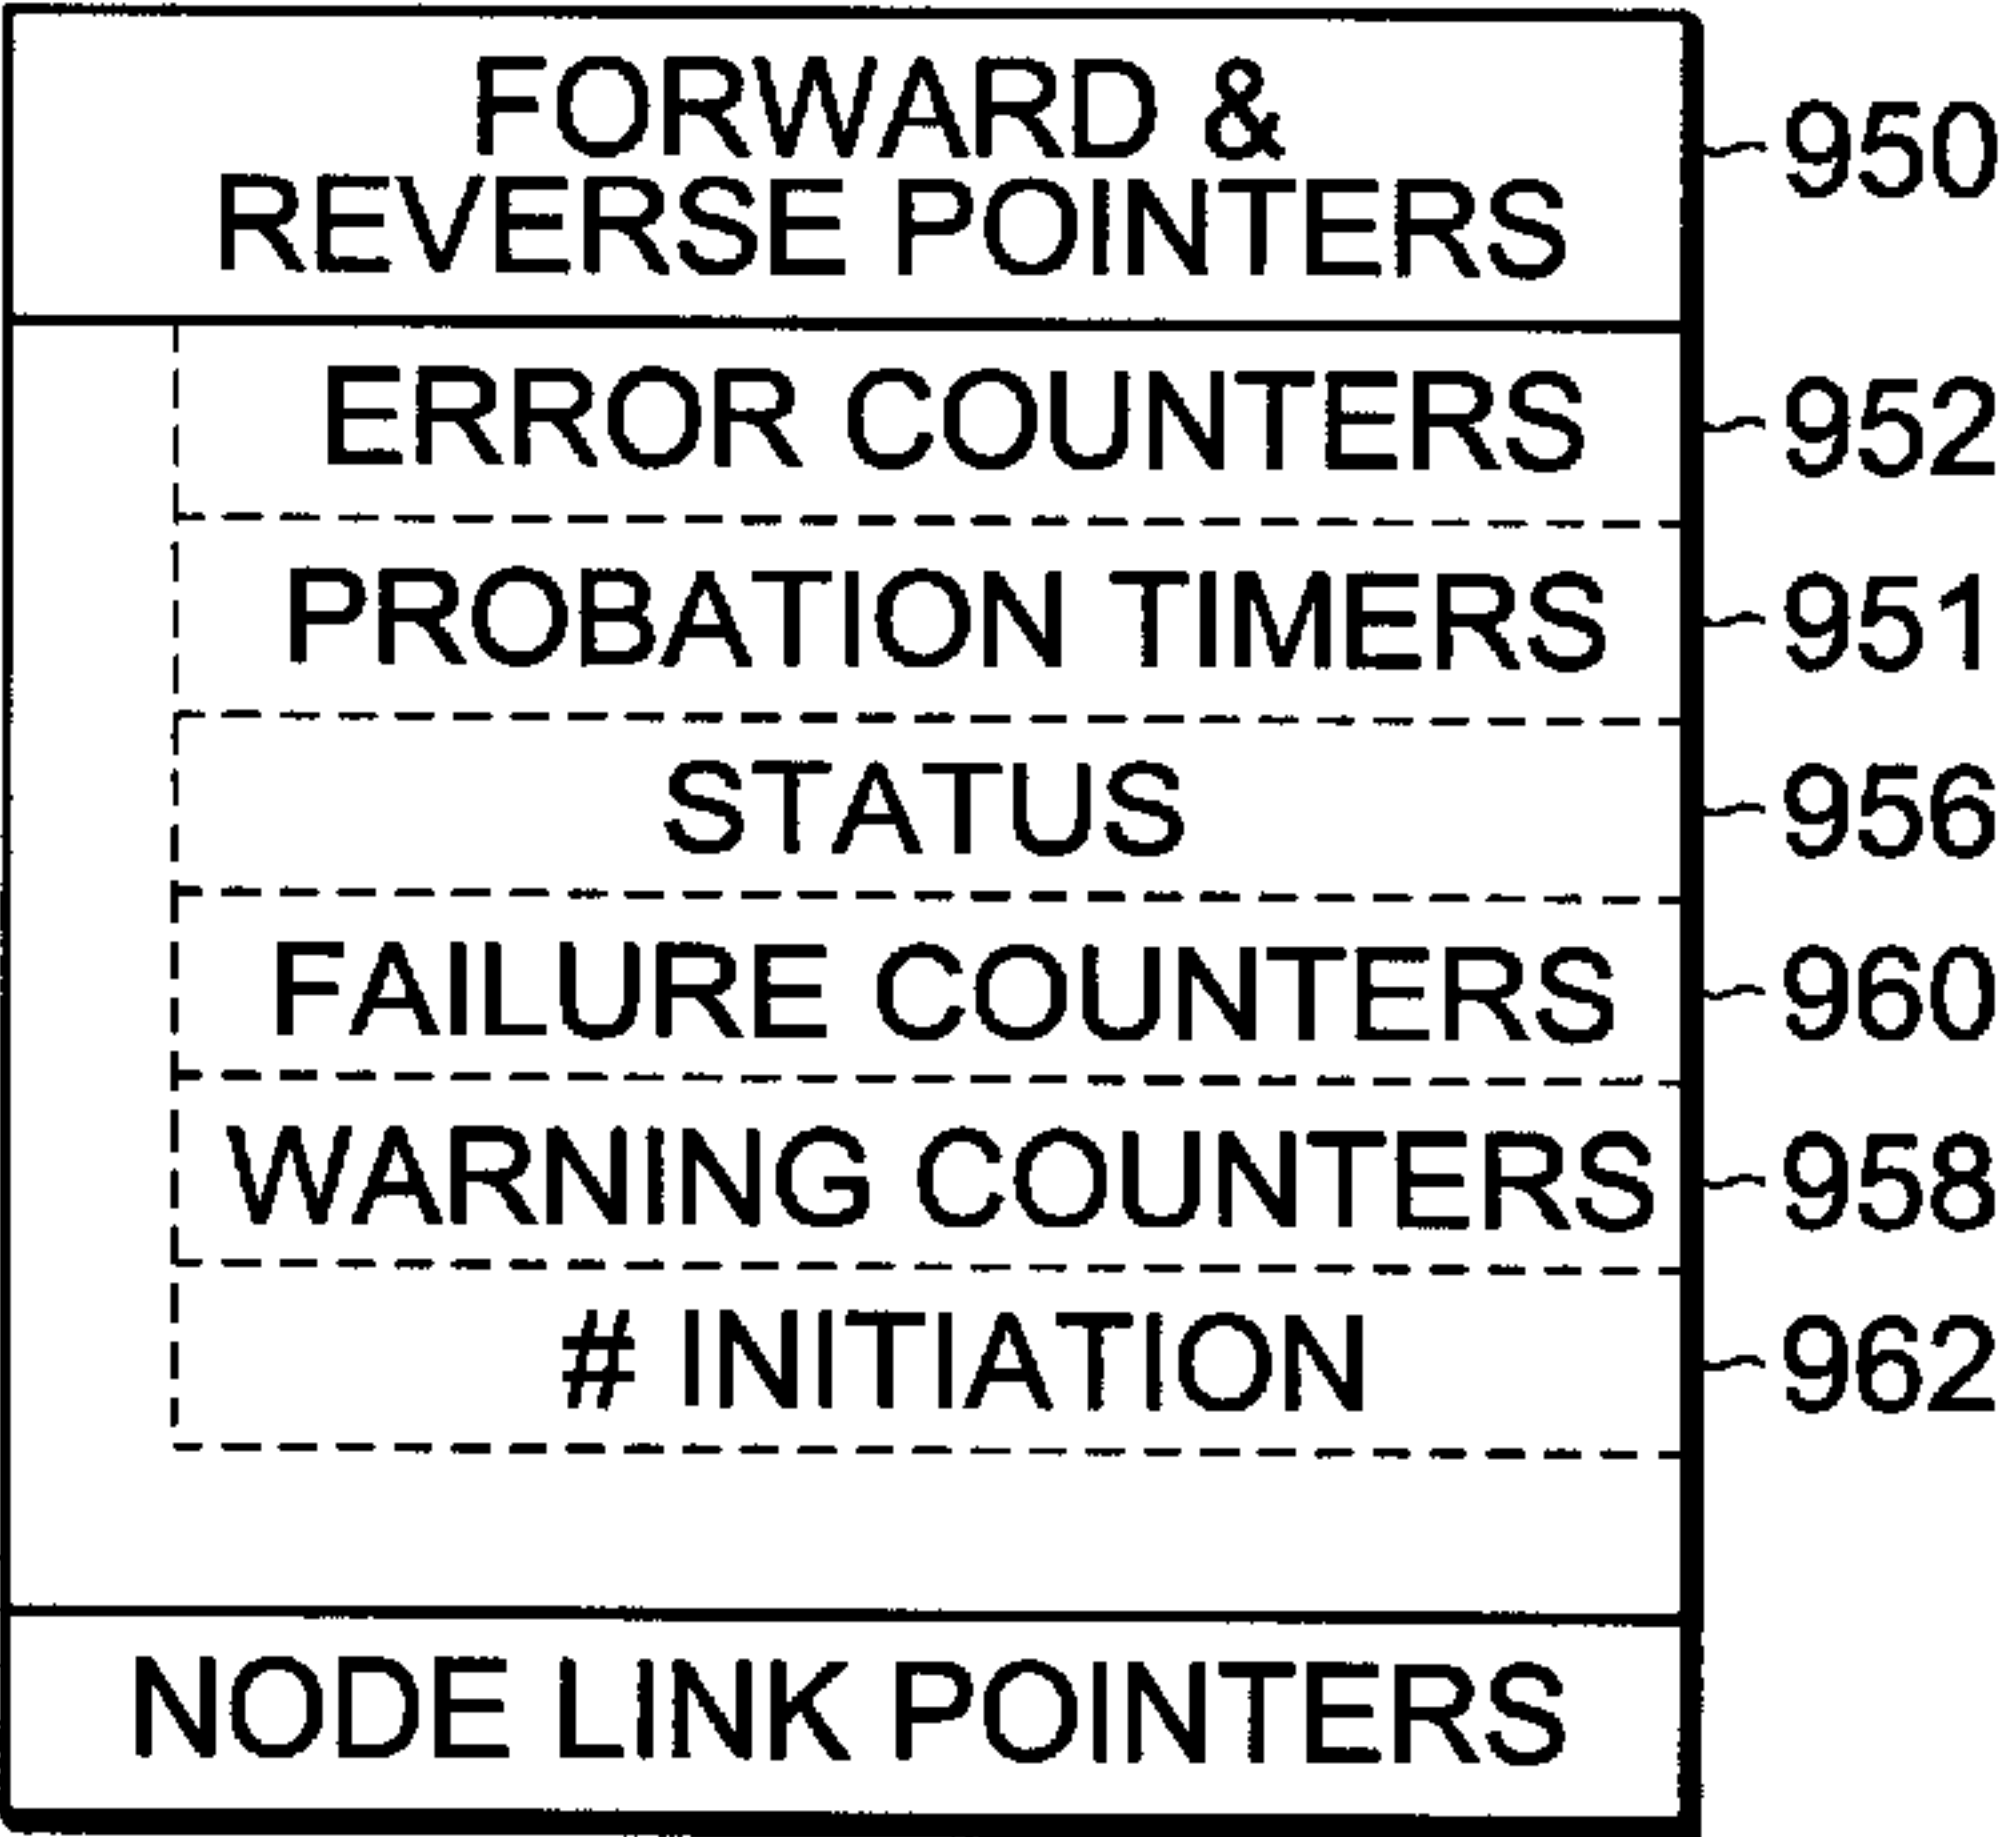 FORWARD & 950
REVERSE POINTERS
ERROR COUNTERS 952
PROBATION TIMERS 951
STATUS 956
FAILURE COUNTERS 960
WARNING COUNTERS 958
# INITIATION 962
NODE LINK POINTERS